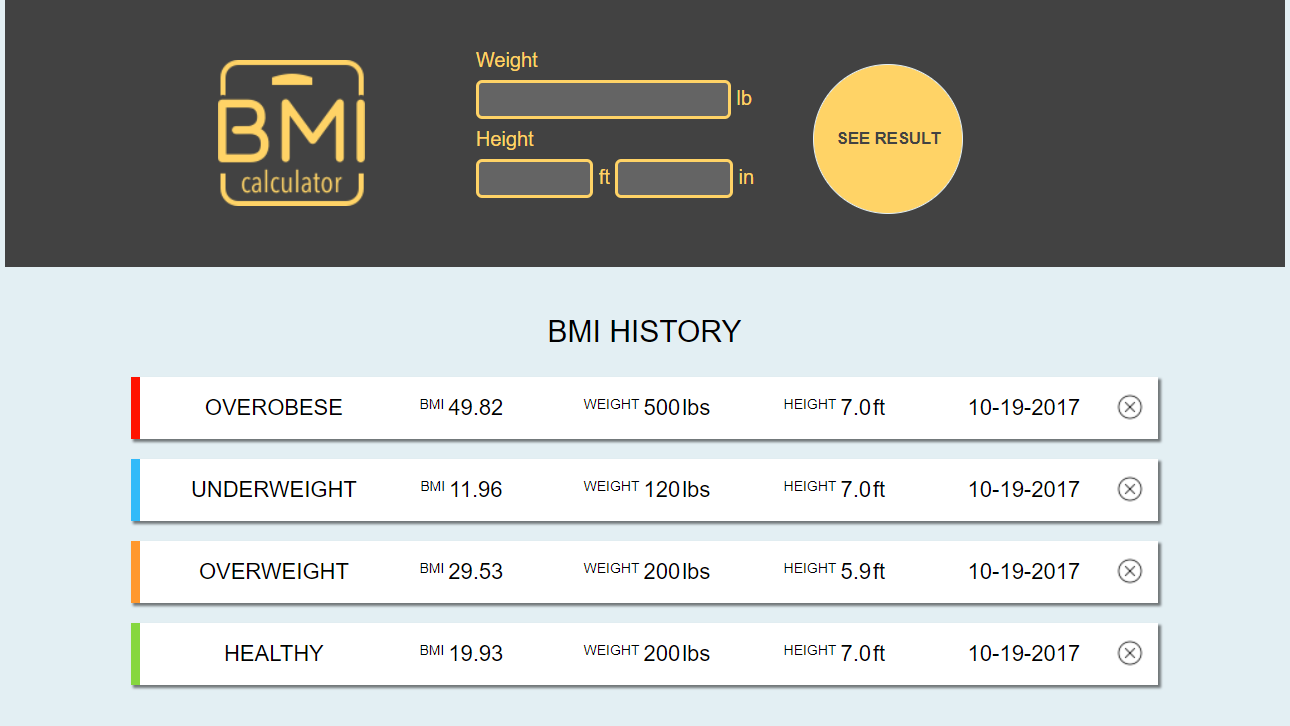 BMI
calculator
Weight
lb
Height
ft in
SEE RESULT
BMI HISTORY
OVEROBESE BMI 49.82 WEIGHT 500lbs HEIGHT 7.0ft 10-19-2017
UNDERWEIGHT BMI 11.96 WEIGHT 120lbs HEIGHT 7.0ft 10-19-2017
OVERWEIGHT BMI 29.53 WEIGHT 200lbs HEIGHT 5.9ft 10-19-2017
HEALTHY BMI 19.93 WEIGHT 200lbs HEIGHT 7.0ft 10-19-2017